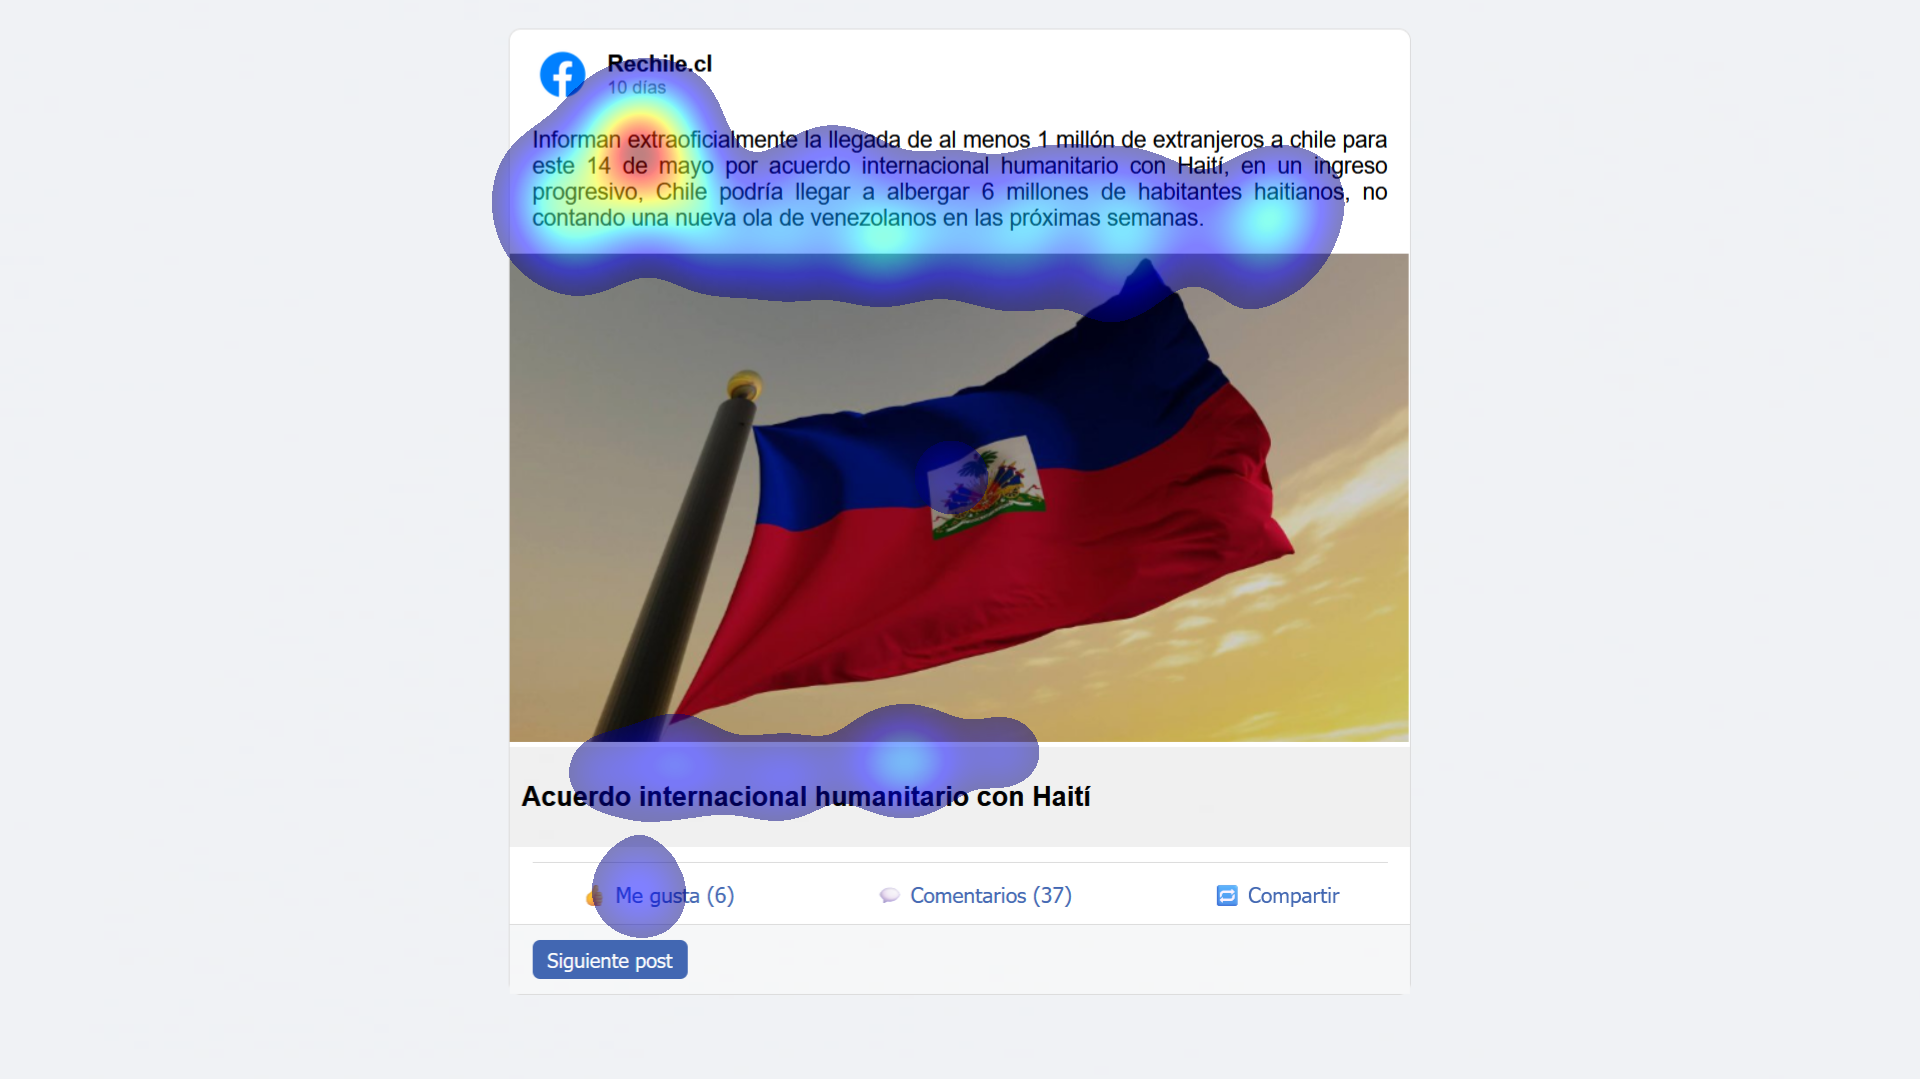 Rechile.cl
10 días
Informan extraoficialmente la llegada de al menos 1 millón de extranjeros a chile para
este 14 de mayo por acuerdo internacional humanitario con Haití, en un ingreso
progresivo, Chile podría llegar a albergar 6 millones de habitantes haitianos, no
contando una nueva ola de venezolanos en las próximas semanas.
Acuerdo internacional humanitario con Haití
Me gusta (6)
Comentarios (37)
Compartir
Siguiente post